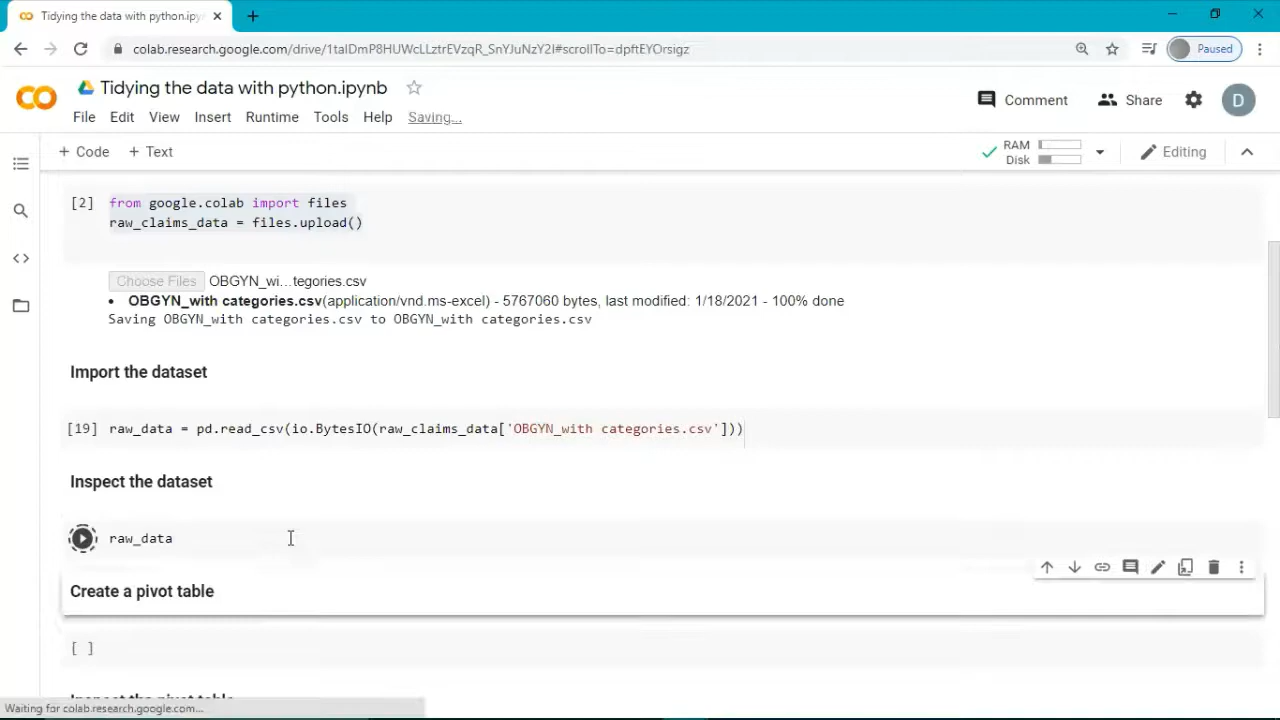 Tidying the data with python.ipy
colab.research.google.com/drive/1talDmP8HUWcLLztrEVzqR_SnYJuNzY2I#scrollTo=dpftEYOrsigz
Paused
Tidying the data with python.ipynb
Comment
Share
D
File Edit View Insert Runtime Tools Help Saving...
+ Code + Text
RAM
Disk
Editing
[2] from google.colab import files
raw_claims_data = files.upload()
Choose Files OBGYN_wi...tegories.csv
• OBGYN_with categories.csv(application/vnd.ms-excel) - 5767060 bytes, last modified: 1/18/2021 - 100% done
Saving OBGYN_with categories.csv to OBGYN_with categories.csv
Import the dataset
[19] raw_data = pd.read_csv(io.BytesIO(raw_claims_data['OBGYN_with categories.csv']))
Inspect the dataset
raw_data
Create a pivot table
[ ]
Inspect the pivot table
Waiting for colab.research.google.com...